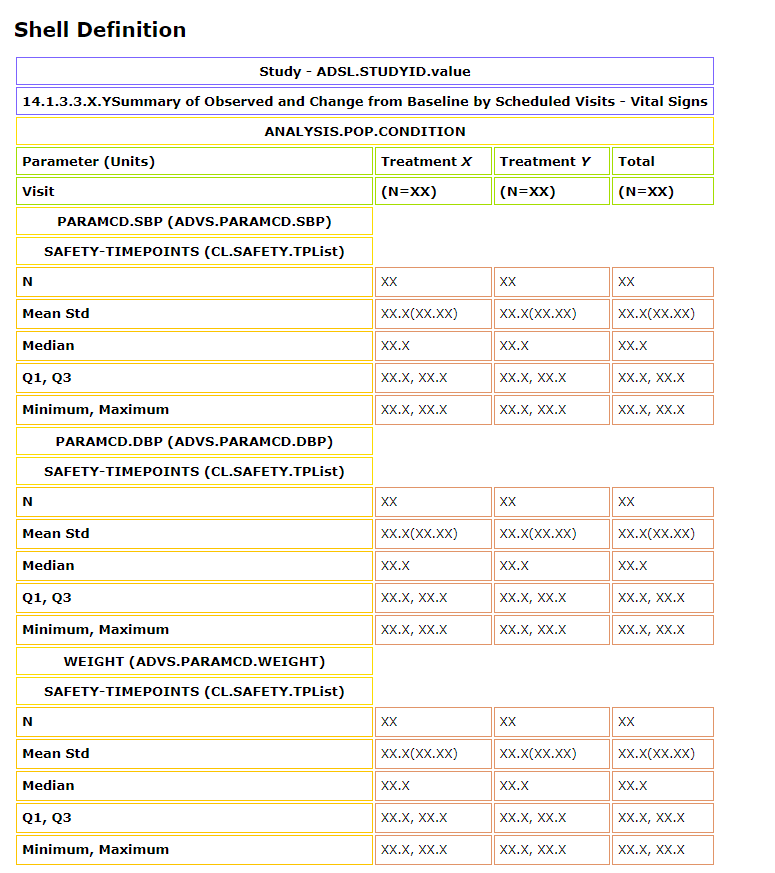 Shell Definition
Study - ADSL.STUDYID.value
14.1.3.3.X.YSummary of Observed and Change from Baseline by Scheduled Visits - Vital Signs
ANALYSIS.POP.CONDITION
Parameter (Units) Treatment X Treatment Y Total
Visit (N=XX) (N=XX) (N=XX)
PARAMCD.SBP (ADVS.PARAMCD.SBP)
SAFETY-TIMEPOINTS (CL.SAFETY.TPList)
N XX XX XX
Mean Std XX.X(XX.XX) XX.X(XX.XX) XX.X(XX.XX)
Median XX.X XX.X XX.X
Q1, Q3 XX.X, XX.X XX.X, XX.X XX.X, XX.X
Minimum, Maximum XX.X, XX.X XX.X, XX.X XX.X, XX.X
PARAMCD.DBP (ADVS.PARAMCD.DBP)
SAFETY-TIMEPOINTS (CL.SAFETY.TPList)
N XX XX XX
Mean Std XX.X(XX.XX) XX.X(XX.XX) XX.X(XX.XX)
Median XX.X XX.X XX.X
Q1, Q3 XX.X, XX.X XX.X, XX.X XX.X, XX.X
Minimum, Maximum XX.X, XX.X XX.X, XX.X XX.X, XX.X
WEIGHT (ADVS.PARAMCD.WEIGHT)
SAFETY-TIMEPOINTS (CL.SAFETY.TPList)
N XX XX XX
Mean Std XX.X(XX.XX) XX.X(XX.XX) XX.X(XX.XX)
Median XX.X XX.X XX.X
Q1, Q3 XX.X, XX.X XX.X, XX.X XX.X, XX.X
Minimum, Maximum XX.X, XX.X XX.X, XX.X XX.X, XX.X